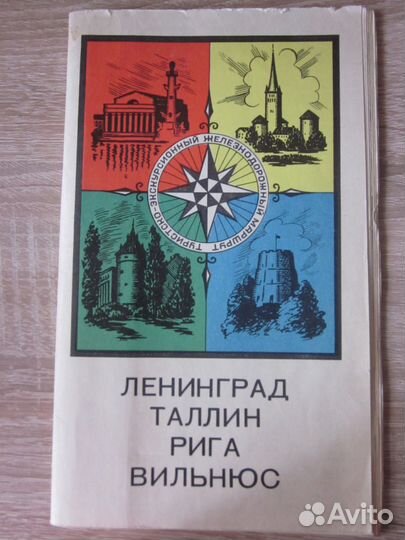 ТУРИСТСКО-ЭКСКУРСИОННЫЙ ЖЕЛЕЗНОДОРОЖНЫЙ МАРШРУТ
ЛЕНИНГРАД
ТАЛЛИН
РИГА
ВИЛЬНЮС
Avito